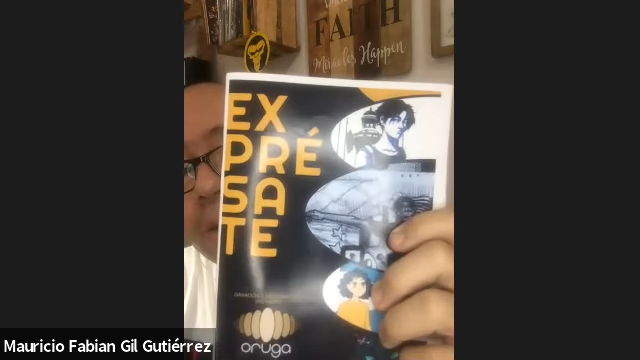 FAITH
Miracles Happen
EX
PRÉ
SA
TE
oruga
Mauricio Fabian Gil Gutiérrez